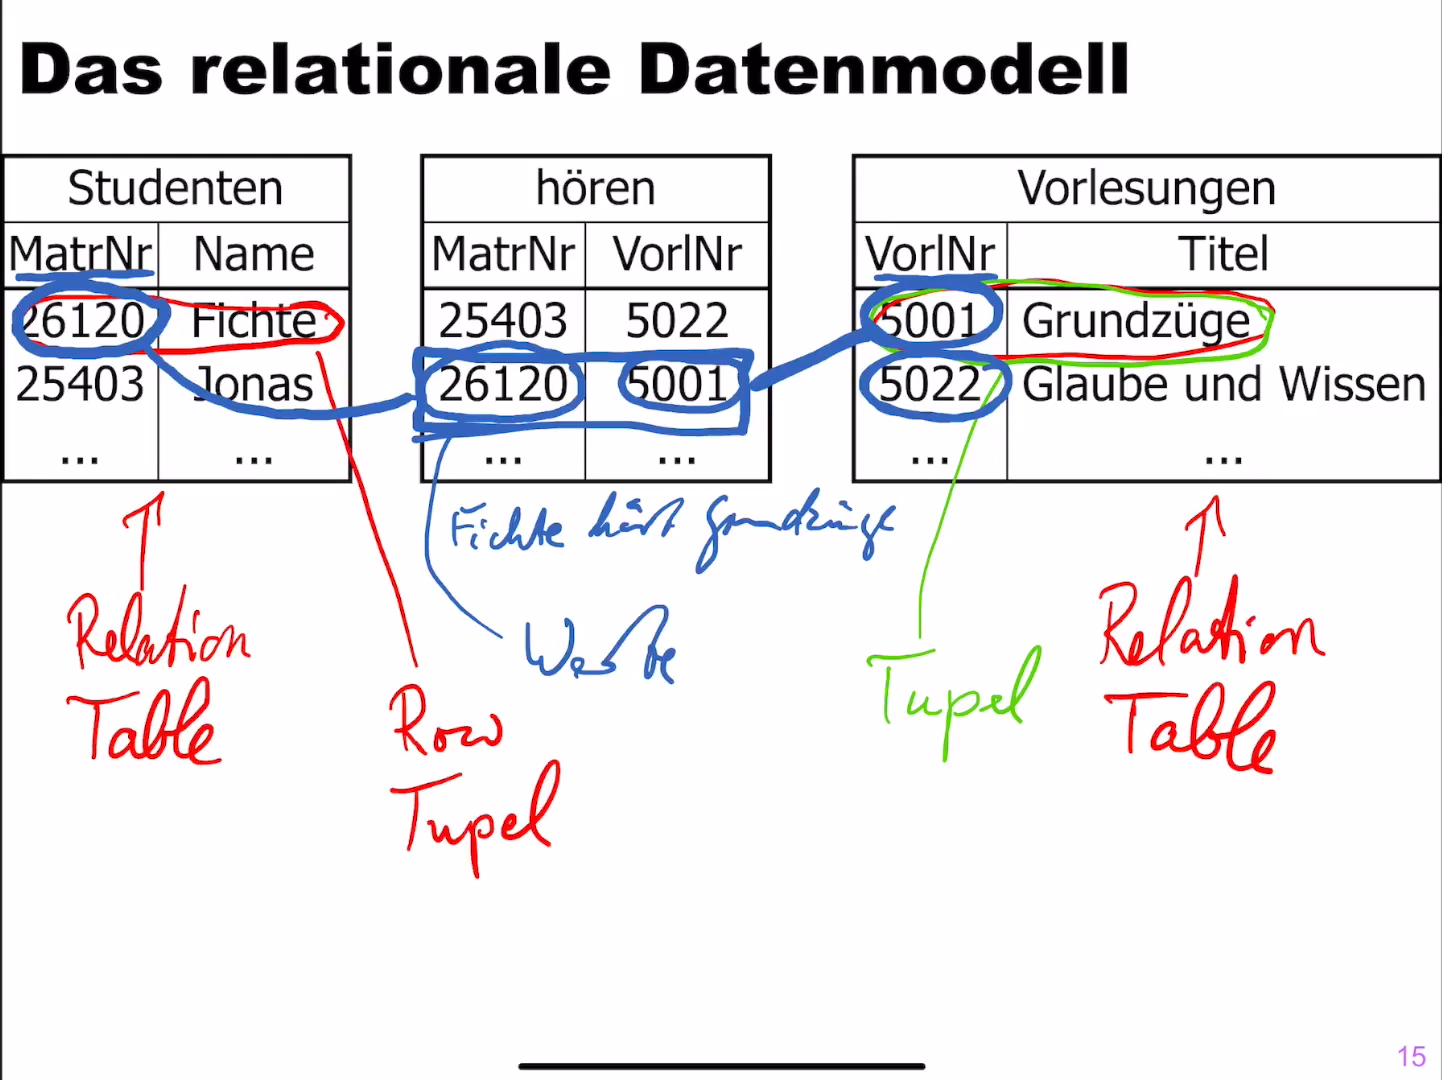 Das relationale Datenmodell
Studenten
MatrNr Name
26120 Fichte
25403 Jonas
... ...
hören
MatrNr VorlNr
25403 5022
26120 5001
... ...
Vorlesungen
VorlNr Titel
5001 Grundzüge
5022 Glaube und Wissen
... ...
Fichte hört Grundzüge
Relation
Table
Werte
Row
Tupel
Tupel
Relation
Table
15